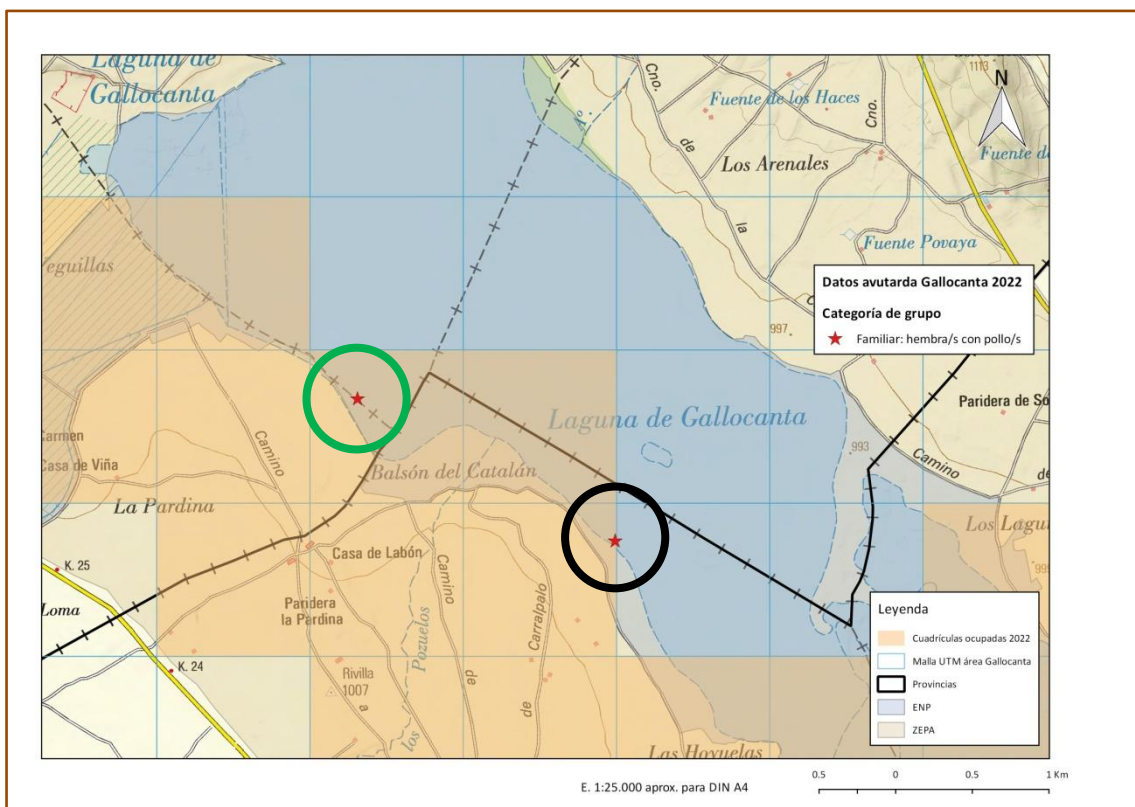 Laguna de
Gallocanta
Cno.
de
la
Aº.
Fuente de los Haces
Cno.
1113
N
Los Arenales
Fuente
Fuente Povaya
Veguillas
Datos avutarda Gallocanta 2022
Categoría de grupo
Familiar: hembra/s con pollo/s
997
Laguna de Gallocanta
993
Paridera de
Camino
de
Carmen
Casa de Viña
Camino
Balsón del Catalán
La Pardina
Casa de Labón
Camino
K. 25
Loma
Paridera
la Pardina
Carralpalo
Pozuelos
K. 24
Rivilla
1007
a
los
de
de
Las Hoyuelas
Los
Leyenda
Cuadrículas ocupadas 2022
Malla UTM área Gallocanta
Provincias
ENP
ZEPA
E. 1:25.000 aprox. para DIN A4
0.5 0 0.5 1 Km